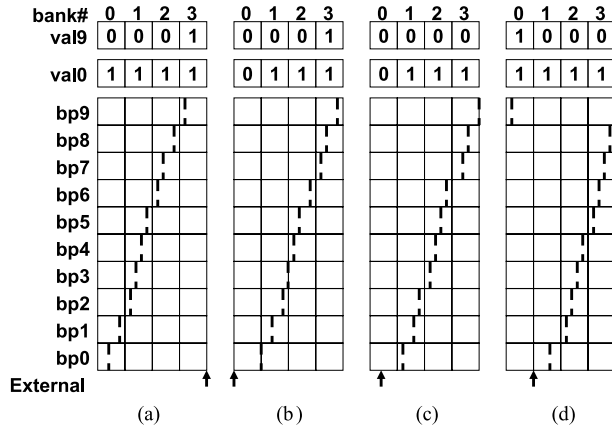 bank# 0 1 2 3 0 1 2 3 0 1 2 3 0 1 2 3
val9 0 0 0 1 0 0 0 1 0 0 0 0 1 0 0 0
val0 1 1 1 1 0 1 1 1 0 1 1 1 1 1 1 1
bp9
bp8
bp7
bp6
bp5
bp4
bp3
bp2
bp1
bp0
External
(a) (b) (c) (d)